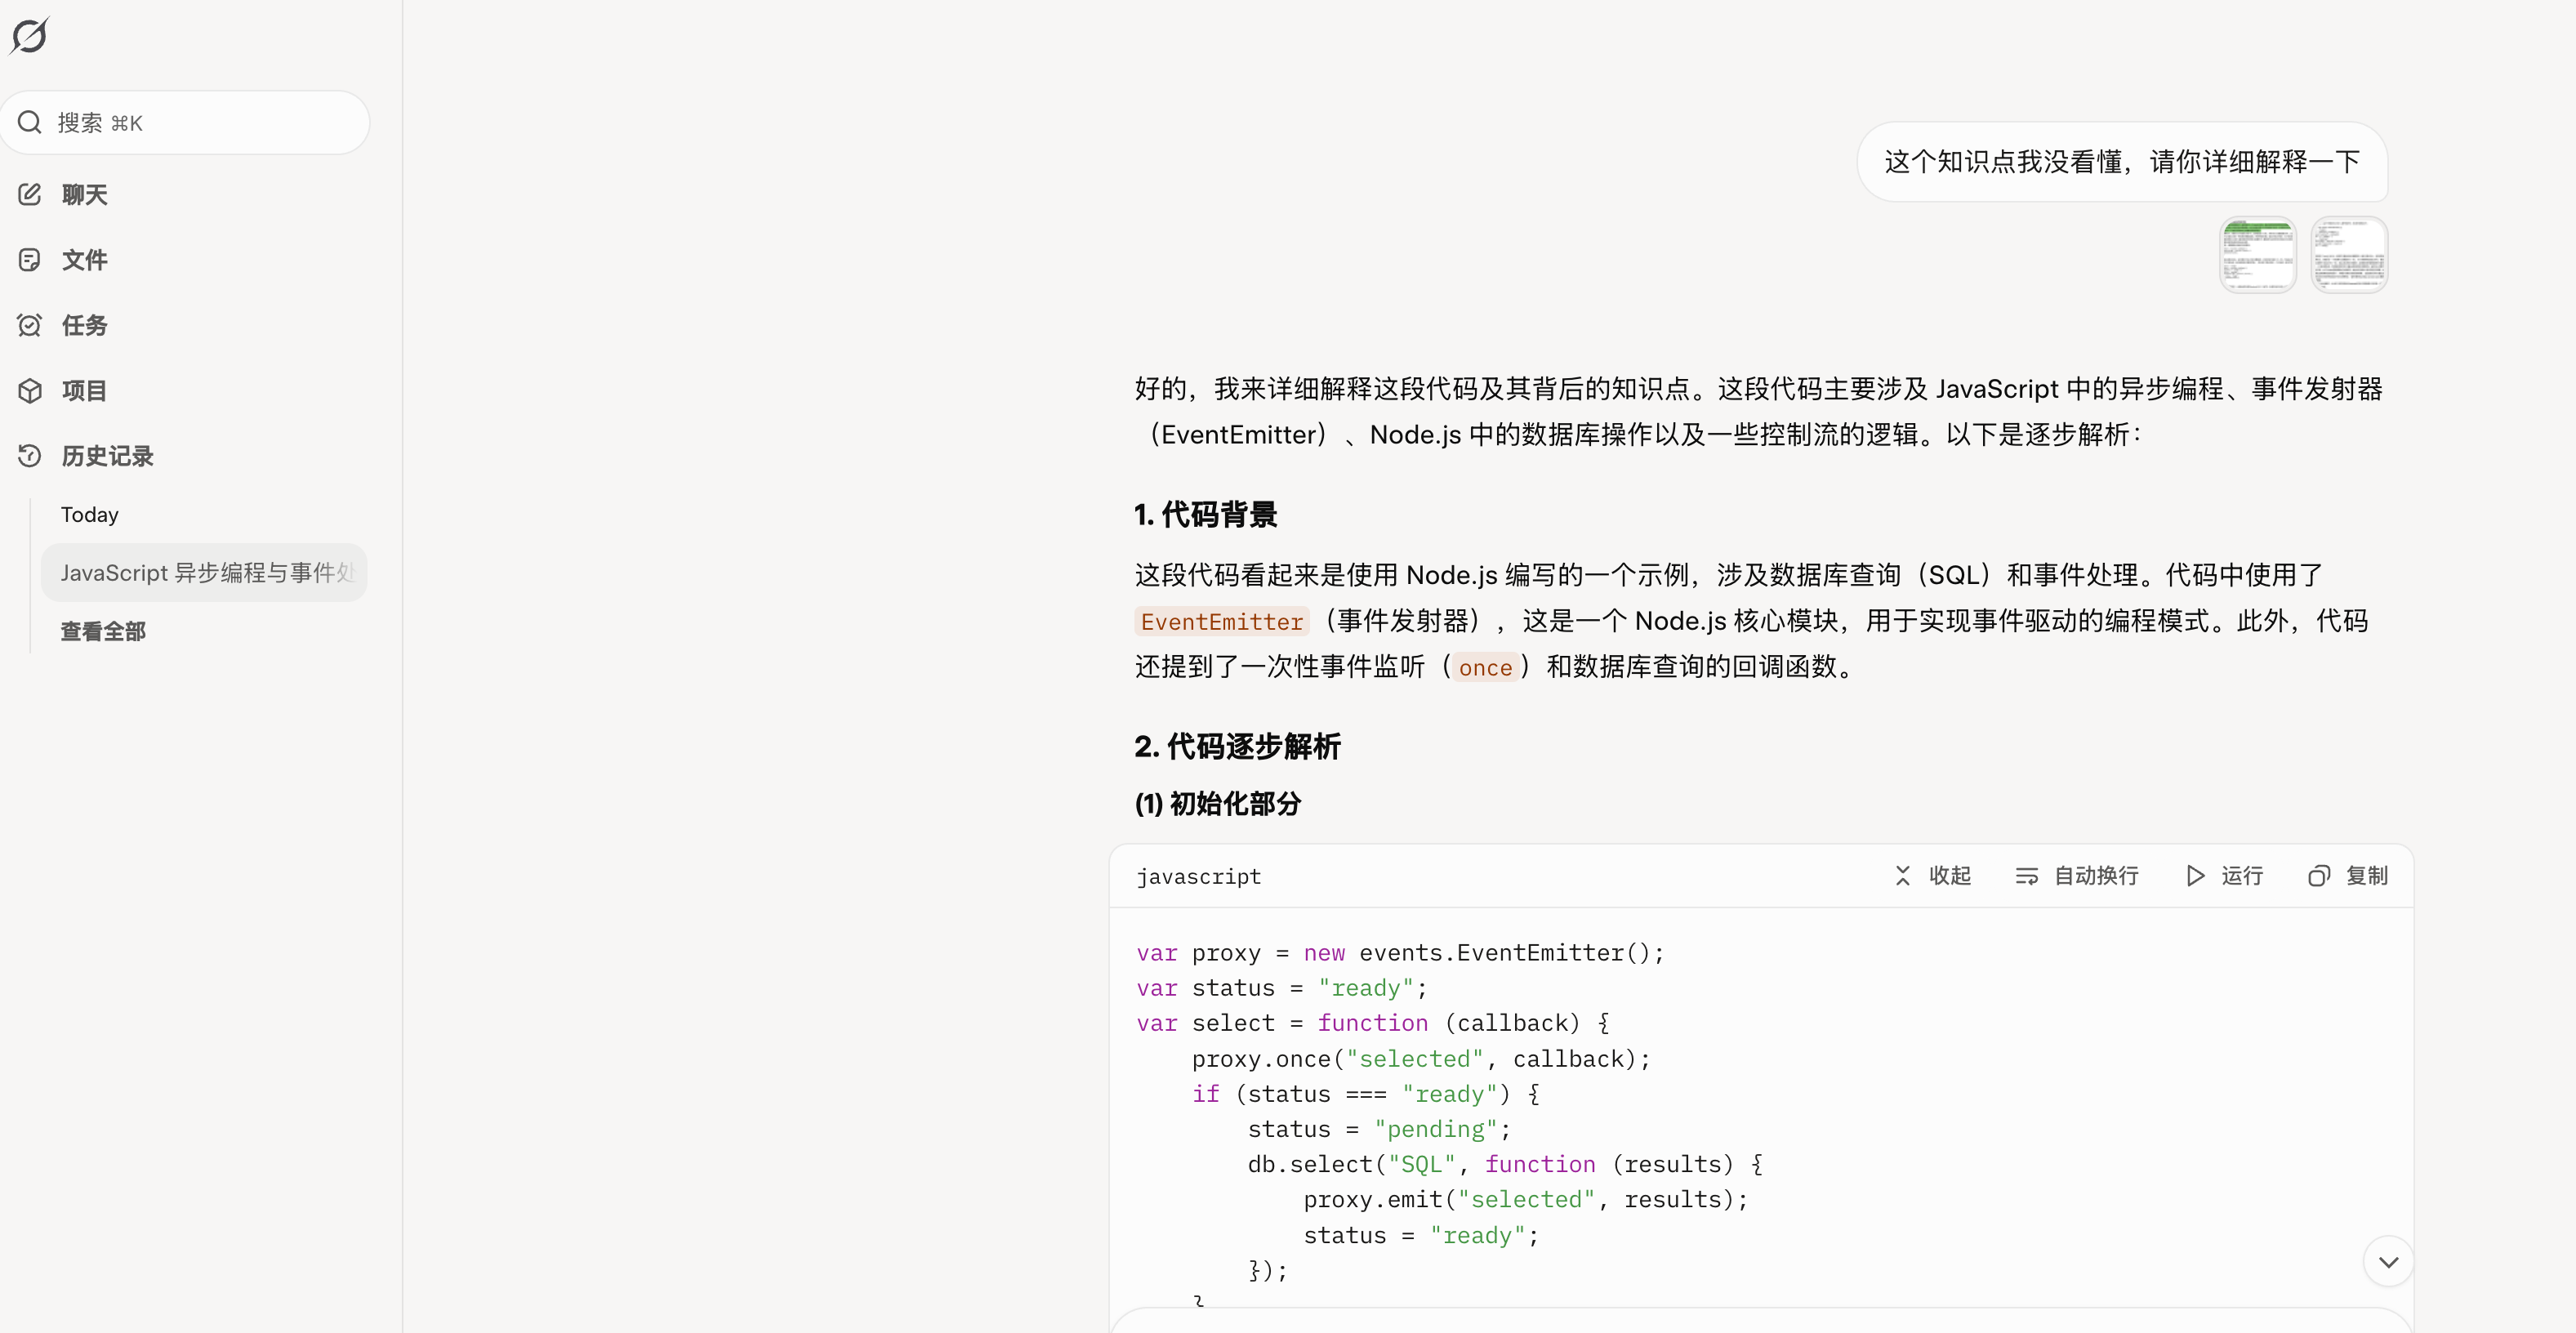 搜索 ⌘K
聊天
文件
任务
项目
历史记录
Today
JavaScript 异步编程与事件处
查看全部
这个知识点我没看懂，请你详细解释一下
好的，我来详细解释这段代码及其背后的知识点。这段代码主要涉及 JavaScript 中的异步编程、事件发射器
（EventEmitter）、Node.js 中的数据库操作以及一些控制流的逻辑。以下是逐步解析：
1. 代码背景
这段代码看起来是使用 Node.js 编写的一个示例，涉及数据库查询（SQL）和事件处理。代码中使用了
EventEmitter（事件发射器），这是一个 Node.js 核心模块，用于实现事件驱动的编程模式。此外，代码
还提到了一次性事件监听（once）和数据库查询的回调函数。
2. 代码逐步解析
(1) 初始化部分
javascript 收起 自动换行 运行 复制
var proxy = new events.EventEmitter();
var status = "ready";
var select = function (callback) {
    proxy.once("selected", callback);
    if (status === "ready") {
        status = "pending";
        db.select("SQL", function (results) {
            proxy.emit("selected", results);
            status = "ready";
        });
    }